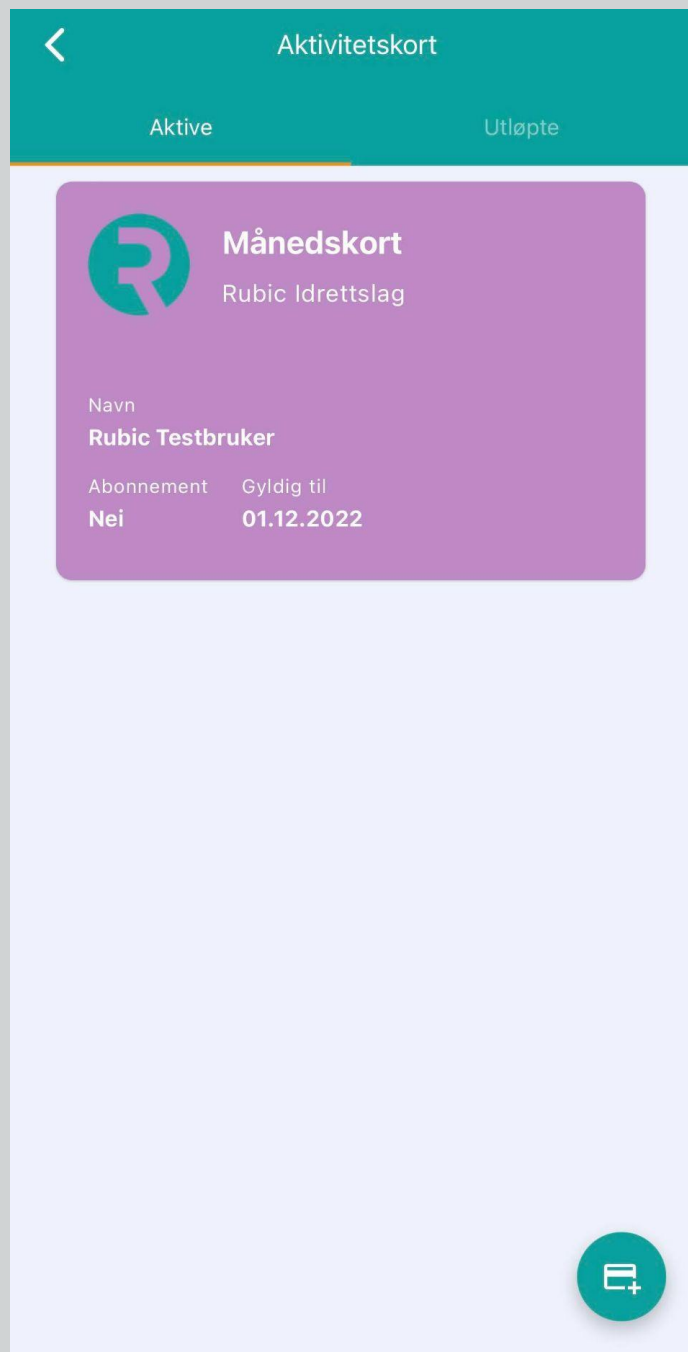 Aktivitetskort
Aktive Utløpte
Månedskort
Rubic Idrettslag
Navn
Rubic Testbruker
Abonnement Gyldig til
Nei 01.12.2022